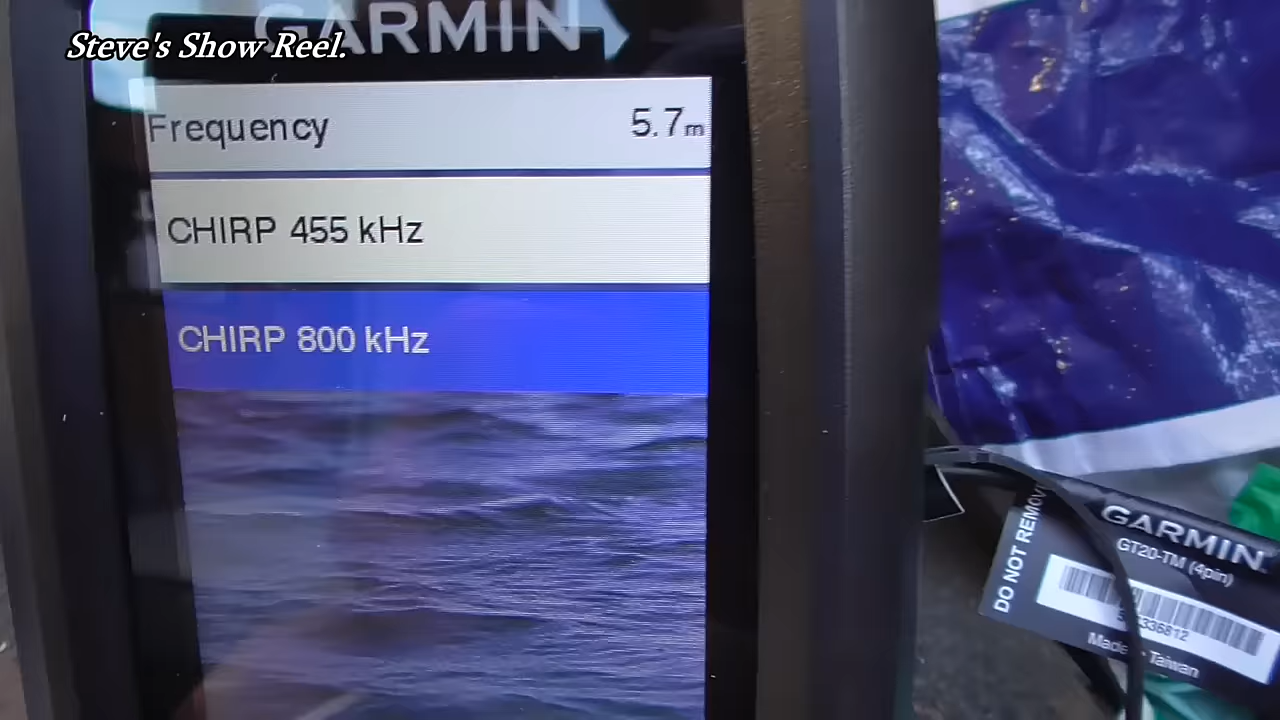 Steve's Show Reel.
GARMIN
Frequency 5.7m
CHIRP 455 kHz
CHIRP 800 kHz
DO NOT REMOV
GARMIN
GT20-TM (4pin)
336812
Made Taiwan